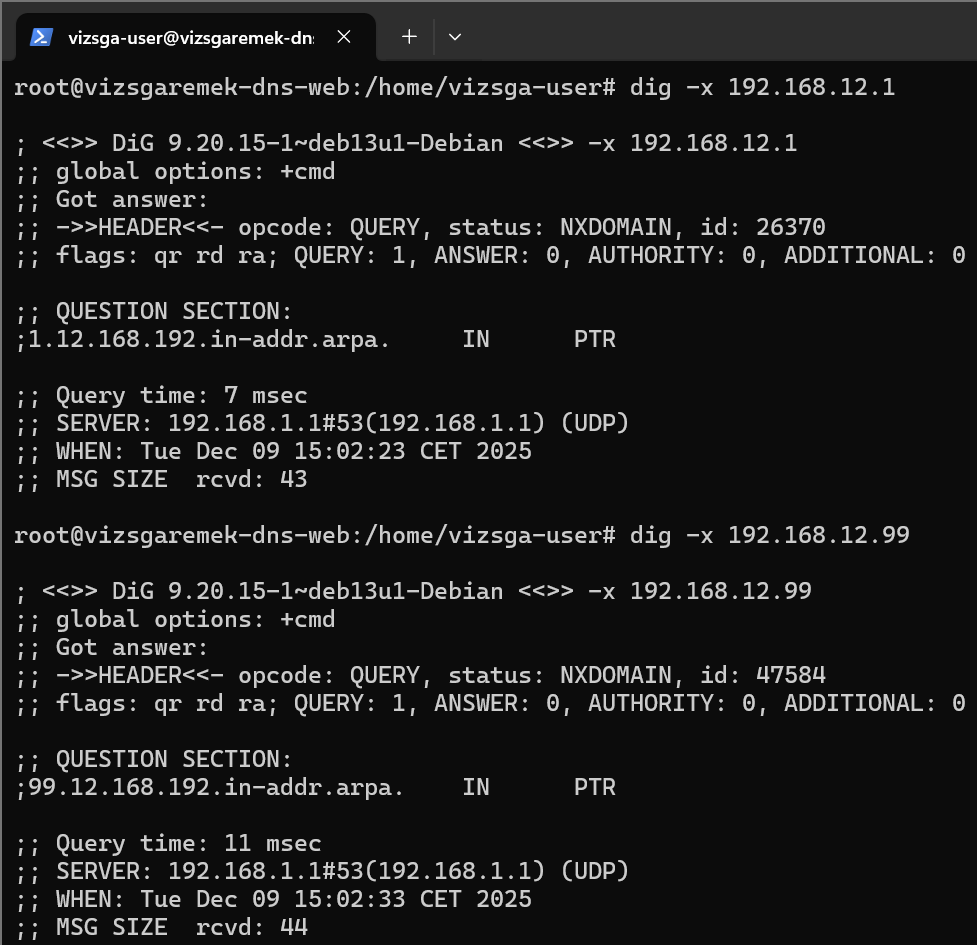 vizsga-user@vizsgaremek-dn:
root@vizsgaremek-dns-web:/home/vizsga-user# dig -x 192.168.12.1
; <<>> DiG 9.20.15-1~deb13u1-Debian <<>> -x 192.168.12.1
;; global options: +cmd
;; Got answer:
;; ->>HEADER<<- opcode: QUERY, status: NXDOMAIN, id: 26370
;; flags: qr rd ra; QUERY: 1, ANSWER: 0, AUTHORITY: 0, ADDITIONAL: 0
;; QUESTION SECTION:
;1.12.168.192.in-addr.arpa. IN PTR
;; Query time: 7 msec
;; SERVER: 192.168.1.1#53(192.168.1.1) (UDP)
;; WHEN: Tue Dec 09 15:02:23 CET 2025
;; MSG SIZE rcvd: 43
root@vizsgaremek-dns-web:/home/vizsga-user# dig -x 192.168.12.99
; <<>> DiG 9.20.15-1~deb13u1-Debian <<>> -x 192.168.12.99
;; global options: +cmd
;; Got answer:
;; ->>HEADER<<- opcode: QUERY, status: NXDOMAIN, id: 47584
;; flags: qr rd ra; QUERY: 1, ANSWER: 0, AUTHORITY: 0, ADDITIONAL: 0
;; QUESTION SECTION:
;99.12.168.192.in-addr.arpa. IN PTR
;; Query time: 11 msec
;; SERVER: 192.168.1.1#53(192.168.1.1) (UDP)
;; WHEN: Tue Dec 09 15:02:33 CET 2025
;; MSG SIZE rcvd: 44